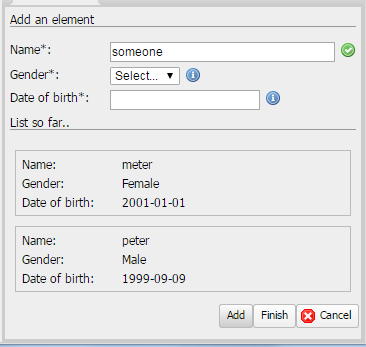 Add an element
Name*: someone
Gender*: Select...
Date of birth*:
List so far..
Name: meter
Gender: Female
Date of birth: 2001-01-01
Name: peter
Gender: Male
Date of birth: 1999-09-09
Add Finish Cancel